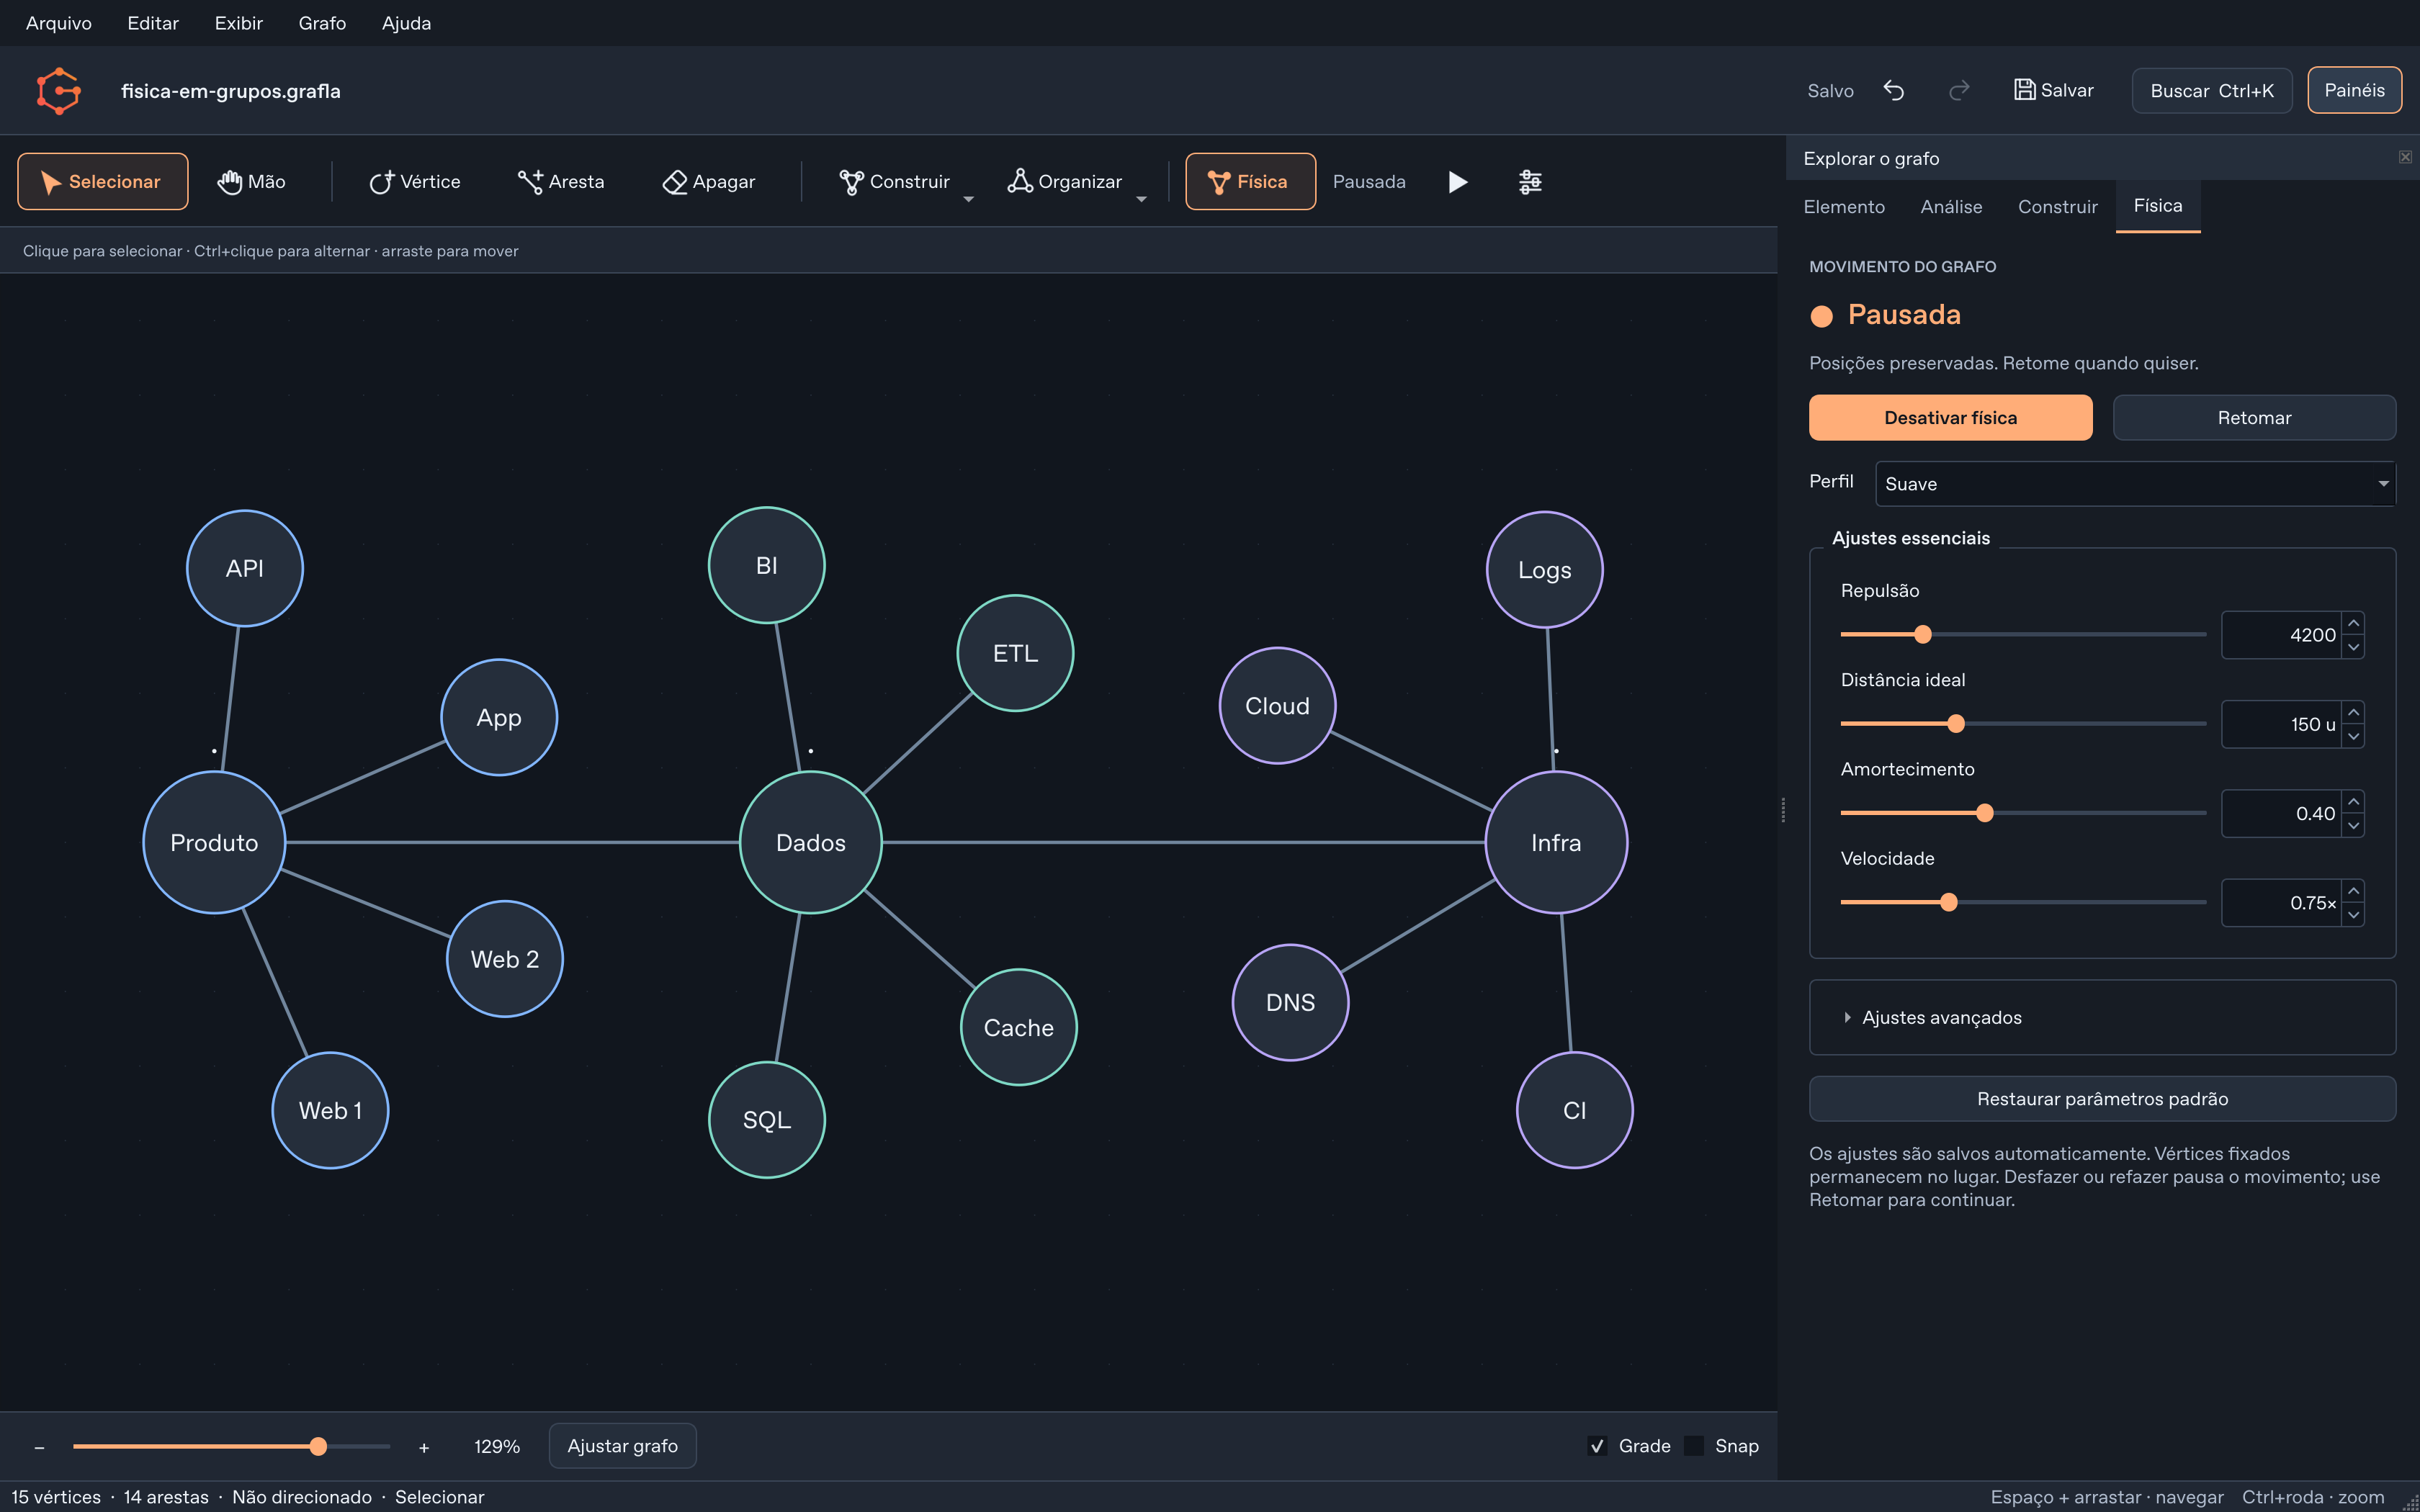 Arquivo Editar Exibir Grafo Ajuda
fisica-em-grupos.grafla
Salvo Salvar Buscar Ctrl+K Painéis
Selecionar Mão Vértice Aresta Apagar Construir Organizar Física Pausada
Clique para selecionar · Ctrl+clique para alternar · arraste para mover
API
BI
ETL
Logs
Cloud
App
Produto
Dados
Infra
Web 2
DNS
Cache
Web 1
SQL
CI
Explorar o grafo
Elemento Análise Construir Física
MOVIMENTO DO GRAFO
Pausada
Posições preservadas. Retome quando quiser.
Desativar física Retomar
Perfil Suave
Ajustes essenciais
Repulsão
4200
Distância ideal
150 u
Amortecimento
0.40
Velocidade
0.75×
Ajustes avançados
Restaurar parâmetros padrão
Os ajustes são salvos automaticamente. Vértices fixados
permanecem no lugar. Desfazer ou refazer pausa o movimento; use
Retomar para continuar.
− + 129% Ajustar grafo Grade Snap
15 vértices · 14 arestas · Não direcionado · Selecionar
Espaço + arrastar · navegar Ctrl+roda · zoom